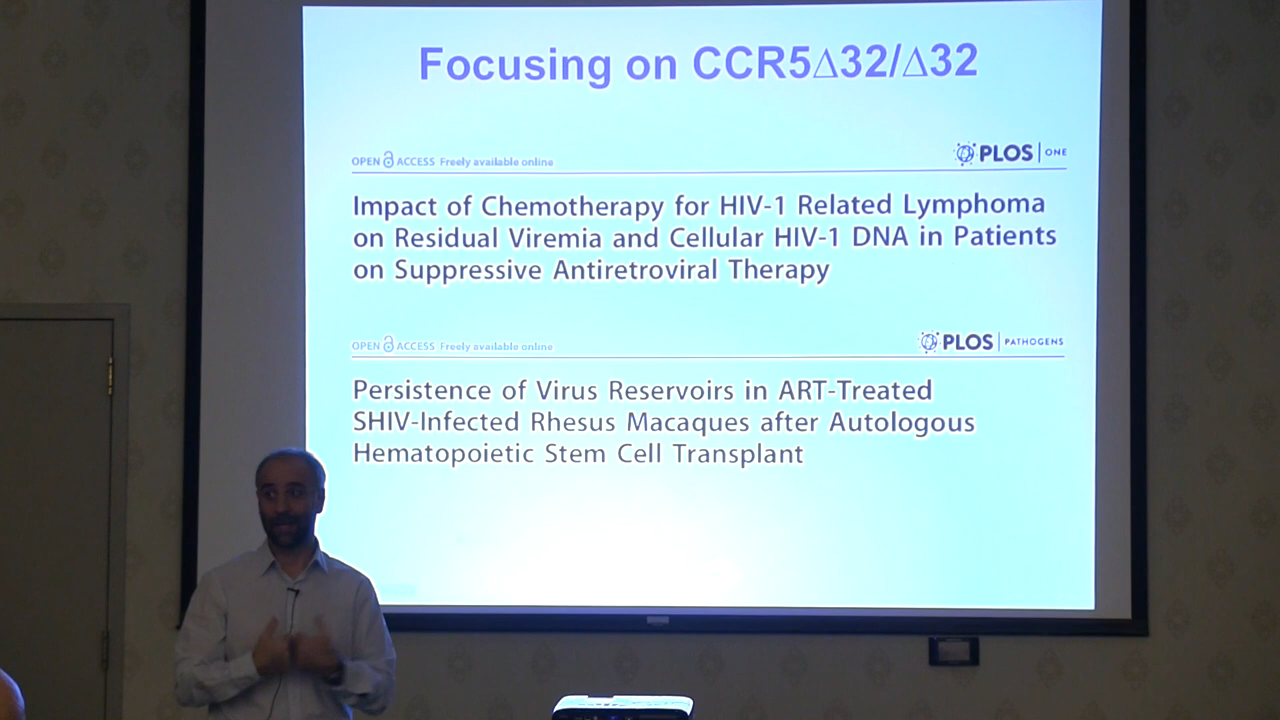 Focusing on CCR5Δ32/Δ32
OPEN ACCESS Freely available online
PLOS ONE
Impact of Chemotherapy for HIV-1 Related Lymphoma
on Residual Viremia and Cellular HIV-1 DNA in Patients
on Suppressive Antiretroviral Therapy
OPEN ACCESS Freely available online
PLOS PATHOGENS
Persistence of Virus Reservoirs in ART-Treated
SHIV-Infected Rhesus Macaques after Autologous
Hematopoietic Stem Cell Transplant